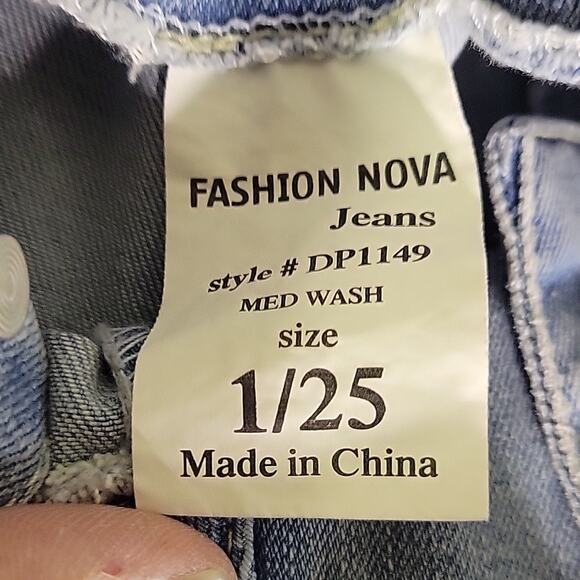 FASHION NOVA
Jeans
style # DP1149
MED WASH
size
1/25
Made in China